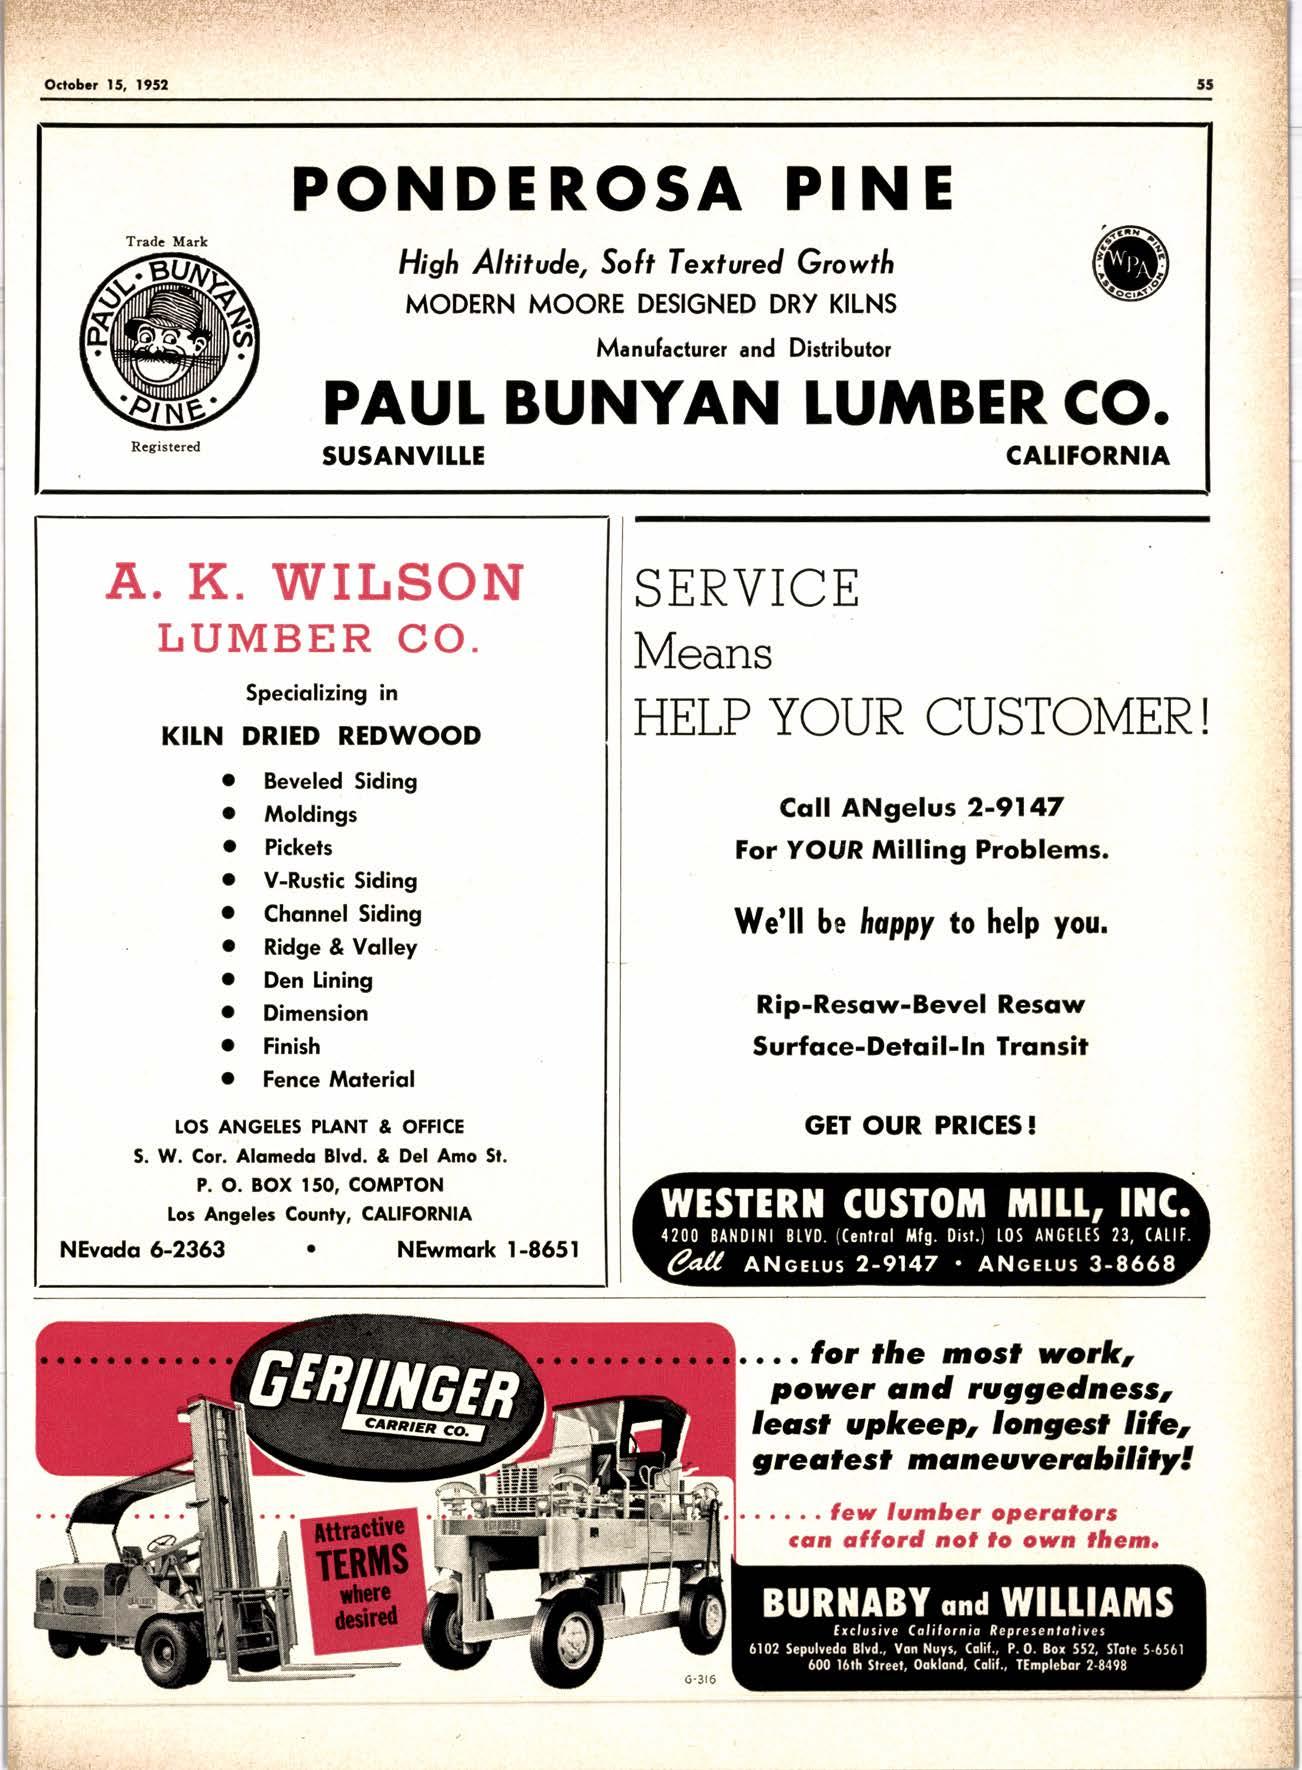 October 15, 1952
55
PONDEROSA PINE
Trade Mark
PAUL · BUNYAN'S · PINE ·
Registered
High Altitude, Soft Textured Growth
WESTERN PINE ASSOCIATION
WPA
MODERN MOORE DESIGNED DRY KILNS
Manufacturer and Distributor
PAUL BUNYAN LUMBER CO.
SUSANVILLE CALIFORNIA
A. K. WILSON
LUMBER CO.
Specializing in
KILN DRIED REDWOOD
• Beveled Siding
• Moldings
• Pickets
• V-Rustic Siding
• Channel Siding
• Ridge & Valley
• Den Lining
• Dimension
• Finish
• Fence Material
LOS ANGELES PLANT & OFFICE
S. W. Cor. Alameda Blvd. & Del Amo St.
P. O. BOX 150, COMPTON
Los Angeles County, CALIFORNIA
NEvada 6-2363 • NEwmark 1-8651
SERVICE
Means
HELP YOUR CUSTOMER!
Call ANgelus 2-9147
For YOUR Milling Problems.
We'll be happy to help you.
Rip-Resaw-Bevel Resaw
Surface-Detail-In Transit
GET OUR PRICES!
WESTERN CUSTOM MILL, INC.
4200 BANDINI BLVD. (Central Mfg. Dist.) LOS ANGELES 23, CALIF.
Call ANGELUS 2-9147 • ANGELUS 3-8668
GERLINGER
CARRIER CO.
Attractive
TERMS
where
desired
G-316
.... for the most work,
power and ruggedness,
least upkeep, longest life,
greatest maneuverability!
...... few lumber operators
can afford not to own them.
BURNABY and WILLIAMS
Exclusive California Representatives
6102 Sepulveda Blvd., Van Nuys, Calif., P. O. Box 552, STate 5-6561
600 16th Street, Oakland, Calif., TEmplebar 2-8498